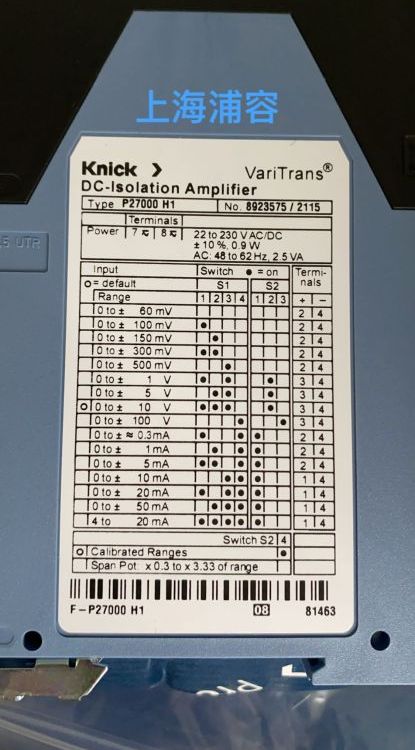 上海浦容
Knick >
VariTrans®
DC-Isolation Amplifier
Type P27000 H1 No. 8923575 / 2115
Terminals
Power 7 ≂ 8 ≂ 22 to 230 V AC/DC
± 10 %, 0.9 W
AC: 48 to 62 Hz, 2.5 VA
5 UTR
Input Switch ● = on Termi-
o = default S1 S2 nals
Range 1 2 3 4 1 2 3 + −
0 to ± 60 mV 2 4
0 to ± 100 mV ● 2 4
0 to ± 150 mV ● 2 4
0 to ± 300 mV ● ● 2 4
0 to ± 500 mV ● 2 4
0 to ± 1 V ● ● ● 3 4
0 to ± 5 V ● ● ● 3 4
o 0 to ± 10 V ● ● ● ● 3 4
0 to ± 100 V ● ● 3 4
0 to ± ≈ 0.3mA ● ● ● 2 4
0 to ± 1 mA ● ● ● 2 4
0 to ± 5 mA ● ● ● ● 2 4
0 to ± 10 mA ● ● ● 1 4
0 to ± 20 mA ● ● ● ● 1 4
0 to ± 50 mA ● ● ● ● 1 4
4 to 20 mA ● ● ● ● ● 1 4
Switch S2 4
o Calibrated Ranges ●
Span Pot: x 0.3 to x 3.33 of range
F-P27000 H1 08 81463